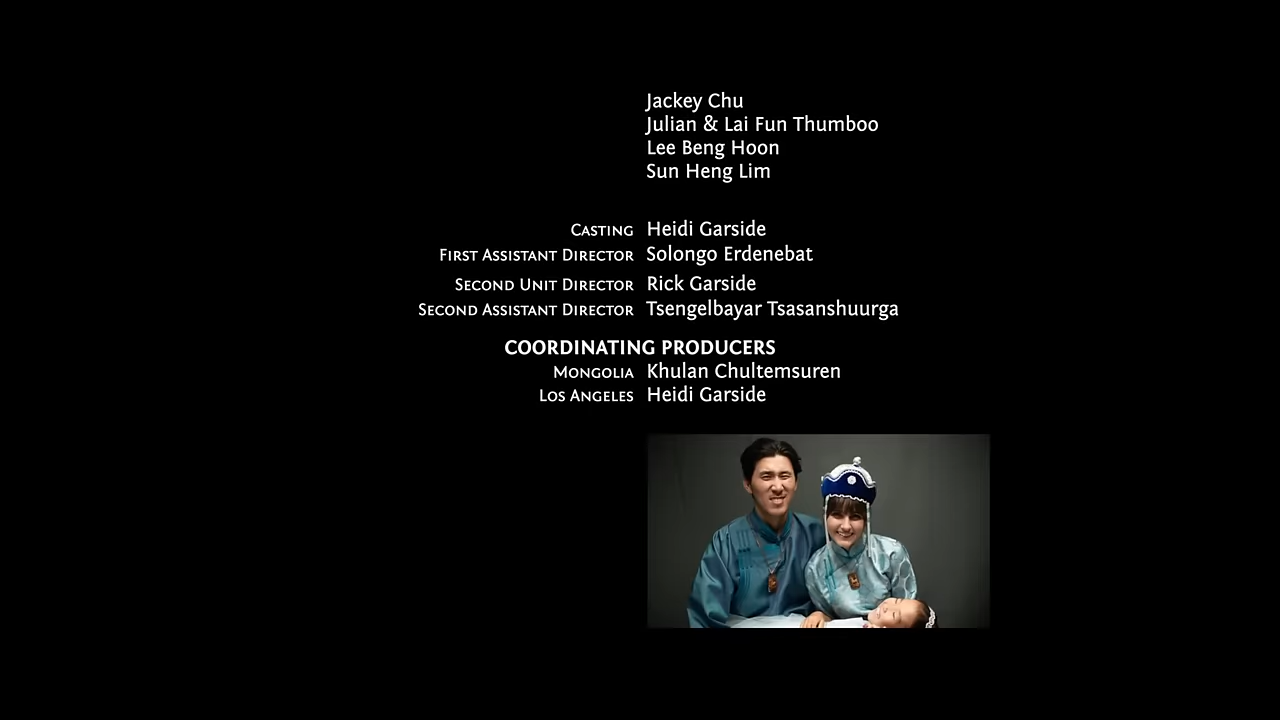 Jackey Chu
Julian & Lai Fun Thumboo
Lee Beng Hoon
Sun Heng Lim
Casting Heidi Garside
First Assistant Director Solongo Erdenebat
Second Unit Director Rick Garside
Second Assistant Director Tsengelbayar Tsasanshuurga
COORDINATING PRODUCERS
Mongolia Khulan Chultemsuren
Los Angeles Heidi Garside